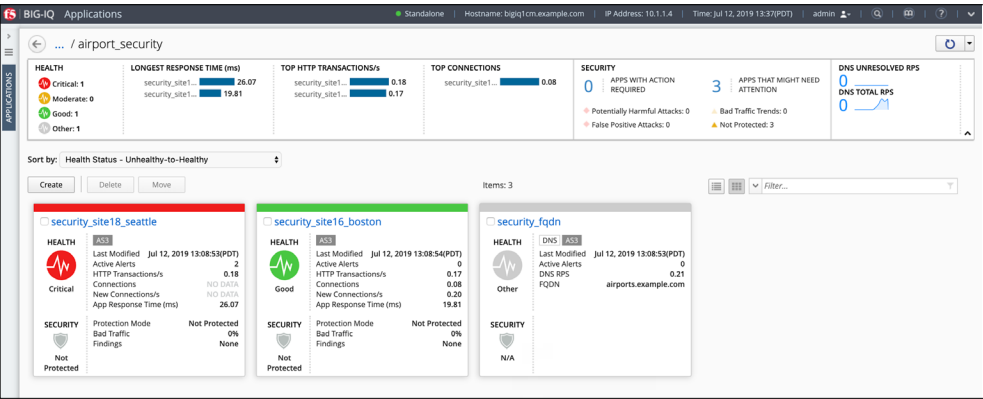 f5 BIG-IQ Applications
Standalone | Hostname: bigiq1cm.example.com | IP Address: 10.1.1.4 | Time: Jul 12, 2019 13:37(PDT) | admin
APPLICATIONS
... / airport_security
HEALTH
Critical: 1
Moderate: 0
Good: 1
Other: 1
LONGEST RESPONSE TIME (ms)
security_site1... 26.07
security_site1... 19.81
TOP HTTP TRANSACTIONS/s
security_site1... 0.18
security_site1... 0.17
TOP CONNECTIONS
security_site1... 0.08
SECURITY
0 APPS WITH ACTION REQUIRED
3 APPS THAT MIGHT NEED ATTENTION
Potentially Harmful Attacks: 0
Bad Traffic Trends: 0
False Positive Attacks: 0
Not Protected: 3
DNS UNRESOLVED RPS
0
DNS TOTAL RPS
0
Sort by: Health Status - Unhealthy-to-Healthy
Create Delete Move
Items: 3
Filter...
security_site18_seattle
HEALTH
Critical
AS3
Last Modified Jul 12, 2019 13:08:53(PDT)
Active Alerts 2
HTTP Transactions/s 0.18
Connections NO DATA
New Connections/s NO DATA
App Response Time (ms) 26.07
SECURITY
Not
Protected
Protection Mode Not Protected
Bad Traffic 0%
Findings None
security_site16_boston
HEALTH
Good
AS3
Last Modified Jul 12, 2019 13:08:54(PDT)
Active Alerts 0
HTTP Transactions/s 0.17
Connections 0.08
New Connections/s 0.20
App Response Time (ms) 19.81
SECURITY
Not
Protected
Protection Mode Not Protected
Bad Traffic 0%
Findings None
security_fqdn
HEALTH
Other
DNS AS3
Last Modified Jul 12, 2019 13:08:53(PDT)
Active Alerts 0
DNS RPS 0.21
FQDN airports.example.com
SECURITY
N/A